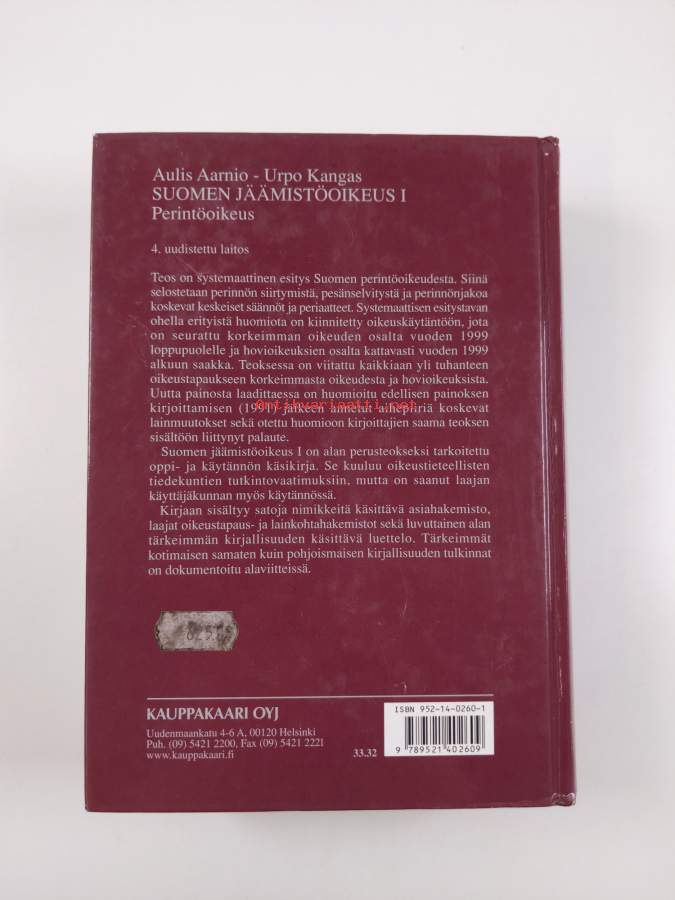 Aulis Aarnio - Urpo Kangas
SUOMEN JÄÄMISTÖOIKEUS I
Perintöoikeus
4. uudistettu laitos
Teos on systemaattinen esitys Suomen perintöoikeudesta. Siinä
selostetaan perinnön siirtymistä, pesänselvitystä ja perinnönjakoa
koskevat keskeiset säännöt ja periaatteet. Systemaattisen esitystavan
ohella erityistä huomiota on kiinnitetty oikeuskäytäntöön, jota
on seurattu korkeimman oikeuden osalta vuoden 1999
loppupuolelle ja hovioikeuksien osalta kattavasti vuoden 1999
alkuun saakka. Teoksessa on viitattu kaikkiaan yli tuhanteen
oikeustapaukseen korkeimmasta oikeudesta ja hovioikeuksista.
Uutta painosta laadittaessa on huomioitu edellisen painoksen
kirjoittamisen (1991) jälkeen annetut aihepiiriä koskevat
antikvariaatti.net
lainmuutokset sekä otettu huomioon kirjoittajien saama teoksen
sisältöön liittynyt palaute.
Suomen jäämistöoikeus I on alan perusteokseksi tarkoitettu
oppi- ja käytännön käsikirja. Se kuuluu oikeustieteellisten
tiedekuntien tutkintovaatimuksiin, mutta on saanut laajan
käyttäjäkunnan myös käytännössä.
Kirjaan sisältyy satoja nimikkeitä käsittävä asiahakemisto,
laajat oikeustapaus- ja lainkohtahakemistot sekä luvuttainen alan
tärkeimmän kirjallisuuden käsittävä luettelo. Tärkeimmät
kotimaisen samaten kuin pohjoismaisen kirjallisuuden tulkinnat
on dokumentoitu alaviitteissä.
KAUPPAKAARI OYJ
Uudenmaankatu 4-6 A, 00120 Helsinki
Puh. (09) 5421 2200, Fax (09) 5421 2221
www.kauppakaari.fi
33.32
ISBN 952-14-0260-1
9 789521 402609